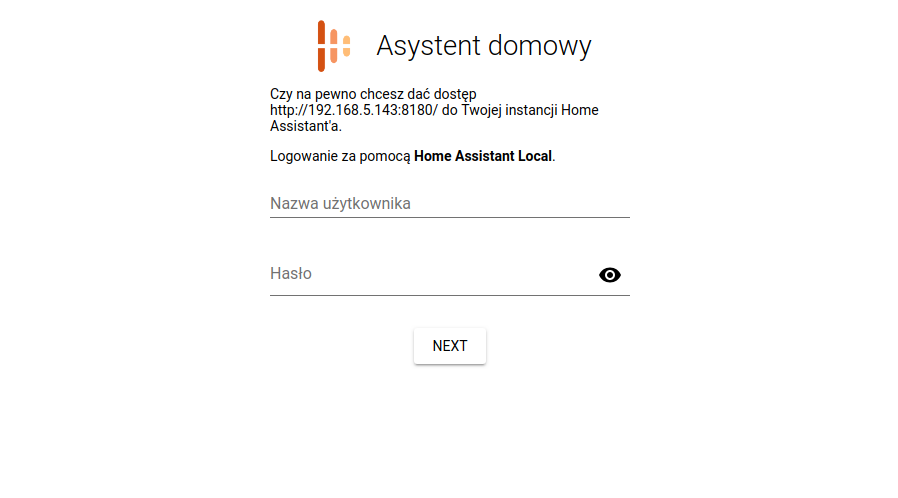 Asystent domowy
Czy na pewno chcesz dać dostęp
http://192.168.5.143:8180/ do Twojej instancji Home
Assistant'a.
Logowanie za pomocą Home Assistant Local.
Nazwa użytkownika
Hasło
NEXT